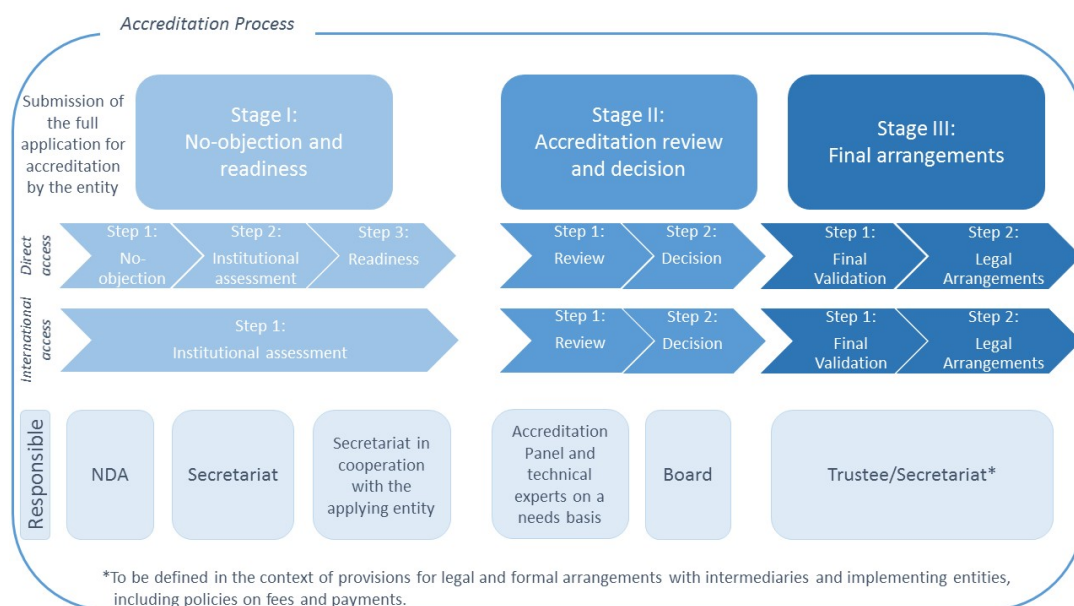 Accreditation Process
Submission of
the full
application for
accreditation
by the entity
Stage I:
No-objection and
readiness
Stage II:
Accreditation review
and decision
Stage III:
Final arrangements
Direct
access
Step 1:
No-
objection
Step 2:
Institutional
assessment
Step 3:
Readiness
Step 1:
Review
Step 2:
Decision
Step 1:
Final
Validation
Step 2:
Legal
Arrangements
International
access
Step 1:
Institutional assessment
Step 1:
Review
Step 2:
Decision
Step 1:
Final
Validation
Step 2:
Legal
Arrangements
Responsible
NDA
Secretariat
Secretariat in
cooperation
with the
applying entity
Accreditation
Panel and
technical
experts on a
needs basis
Board
Trustee/Secretariat*
*To be defined in the context of provisions for legal and formal arrangements with intermediaries and implementing entities,
including policies on fees and payments.